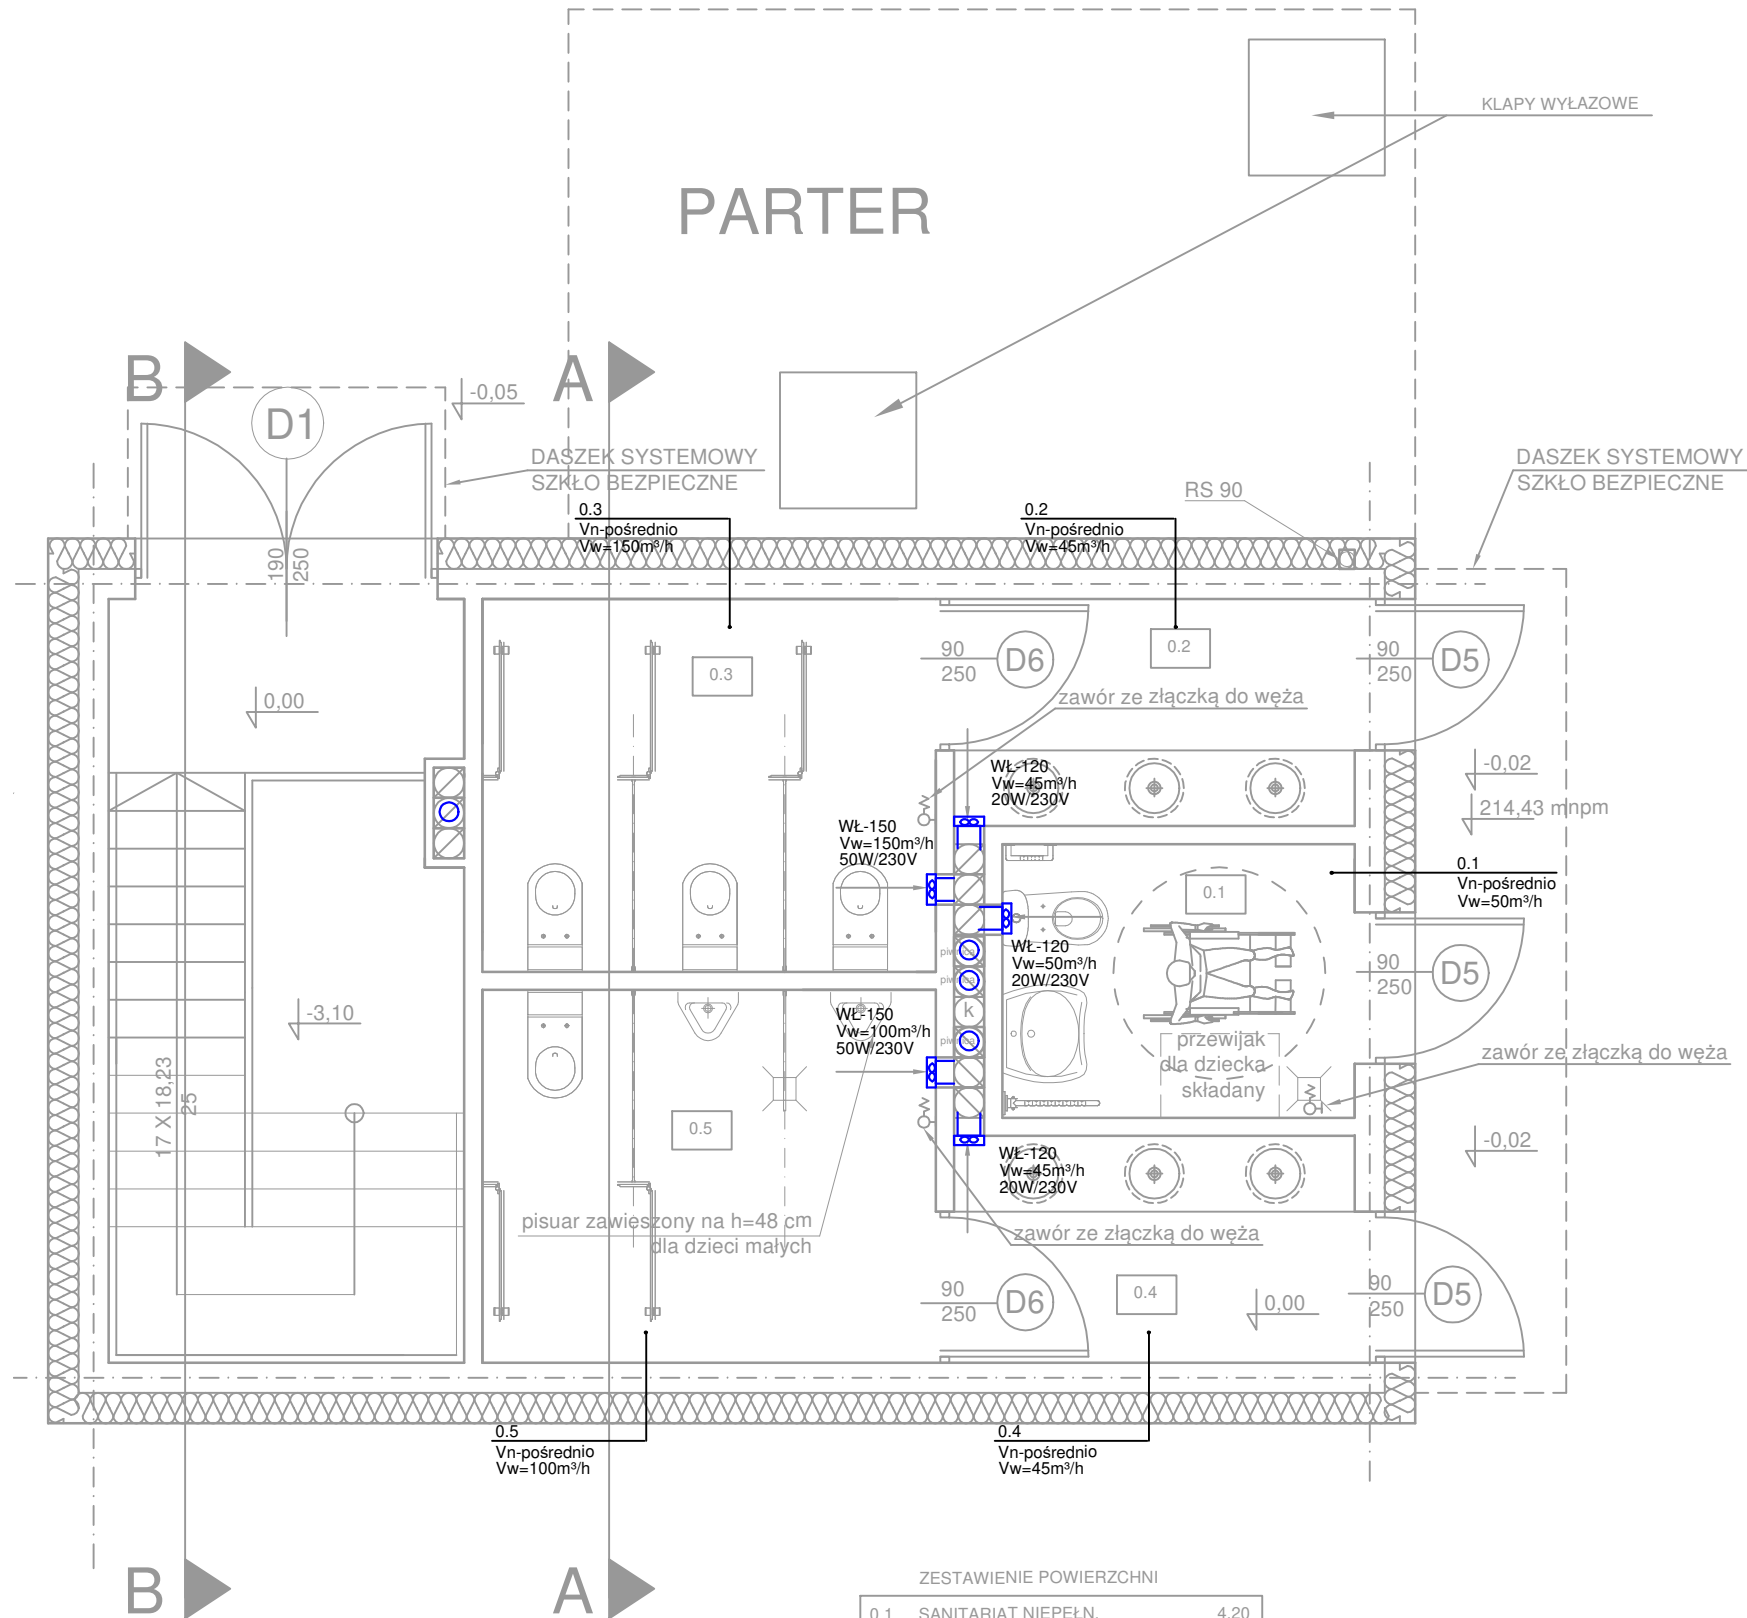 KLAPY WYŁAZOWE
PARTER
B
A
-0,05
D1
DASZEK SYSTEMOWY
SZKŁO BEZPIECZNE
DASZEK SYSTEMOWY
SZKŁO BEZPIECZNE
RS 90
0.3
Vn-pośrednio
Vw=150m³/h
0.2
Vn-pośrednio
Vw=45m³/h
190
250
0.3
0.2
90
250
D6
90
250
D5
0,00
zawór ze złączką do węża
WŁ-120
Vw=45m³/h
20W/230V
-0,02
214,43 mnpm
WŁ-150
Vw=150m³/h
50W/230V
0.1
Vn-pośrednio
Vw=50m³/h
0.1
WŁ-120
Vw=50m³/h
20W/230V
piwnica
piwnica
k
piwnica
90
250
D5
-3,10
WŁ-150
Vw=100m³/h
50W/230V
przewijak
dla dziecka
składany
zawór ze złączką do węża
17 X 18,23
25
0.5
-0,02
WŁ-120
Vw=45m³/h
20W/230V
pisuar zawieszony na h=48 cm
dla dzieci małych
zawór ze złączką do węża
90
250
D6
0.4
0,00
90
250
D5
0.5
Vn-pośrednio
Vw=100m³/h
0.4
Vn-pośrednio
Vw=45m³/h
B
A
ZESTAWIENIE POWIERZCHNI
0.1 SANITARIAT NIEPEŁN. 4,20